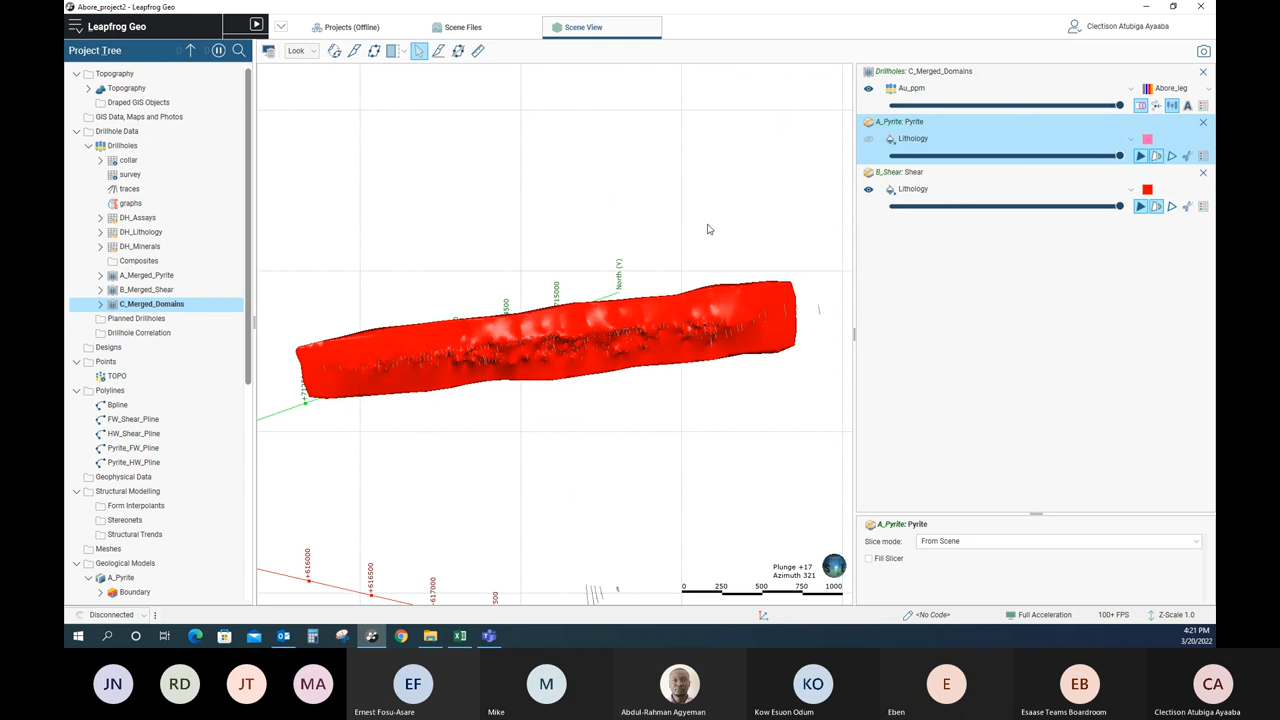 Abore_project2* — Leapfrog Geo
Leapfrog Geo
Projects (Offline)
Scene Files
Scene View
Clectison Atubiga Ayaaba
Project Tree
0
0
Look
Topography
Topography
Draped GIS Objects
GIS Data, Maps and Photos
Drillhole Data
Drillholes
collar
survey
traces
graphs
DH_Assays
DH_Lithology
DH_Minerals
Composites
A_Merged_Pyrite
B_Merged_Shear
C_Merged_Domains
Planned Drillholes
Drillhole Correlation
Designs
Points
TOPO
Polylines
Bpline
FW_Shear_Pline
HW_Shear_Pline
Pyrite_FW_Pline
Pyrite_HW_Pline
Geophysical Data
Structural Modelling
Form Interpolants
Stereonets
Structural Trends
Meshes
Geological Models
A_Pyrite
Boundary
North (Y)
+616000
+616500
+617000
Plunge +17
Azimuth 321
0 250 500 750 1000
Drillholes: C_Merged_Domains
Au_ppm
Abore_leg
A_Pyrite: Pyrite
Lithology
B_Shear: Shear
Lithology
A_Pyrite: Pyrite
Slice mode:
From Scene
Fill Slicer
Disconnected
<No Code>
Full Acceleration
100+ FPS
Z-Scale 1.0
4:21 PM
3/20/2022
JN
RD
JT
MA
EF
Ernest Fosu-Asare
M
Mike
Abdul-Rahman Agyeman
KO
Kow Esuon Odum
E
Eben
EB
Esaase Teams Boardroom
CA
Clectison Atubiga Ayaaba